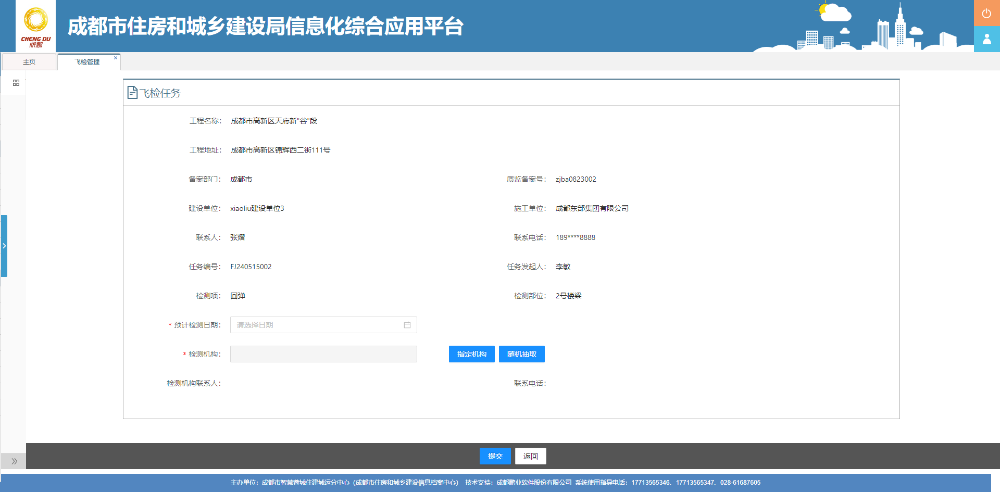 CHENG DU
成都
成都市住房和城乡建设局信息化综合应用平台
主页
飞检管理
飞检任务
工程名称： 成都市高新区天府新"谷"段
工程地址： 成都市高新区锦辉西二街111号
备案部门： 成都市 质监备案号： zjba0823002
建设单位： xiaoliu建设单位3 施工单位： 成都东部集团有限公司
联系人： 张熠 联系电话： 189****8888
任务编号： FJ240515002 任务发起人： 李敏
检测项： 回弹 检测部位： 2号楼梁
* 预计检测日期： 请选择日期
* 检测机构： 指定机构 随机抽取
检测机构联系人： 联系电话：
提交 返回
主办单位：成都市智慧蓉城住建城运分中心（成都市住房和城乡建设信息档案中心） 技术支持：成都鹏业软件股份有限公司 系统使用指导电话：17713565346、17713565347、028-61687605